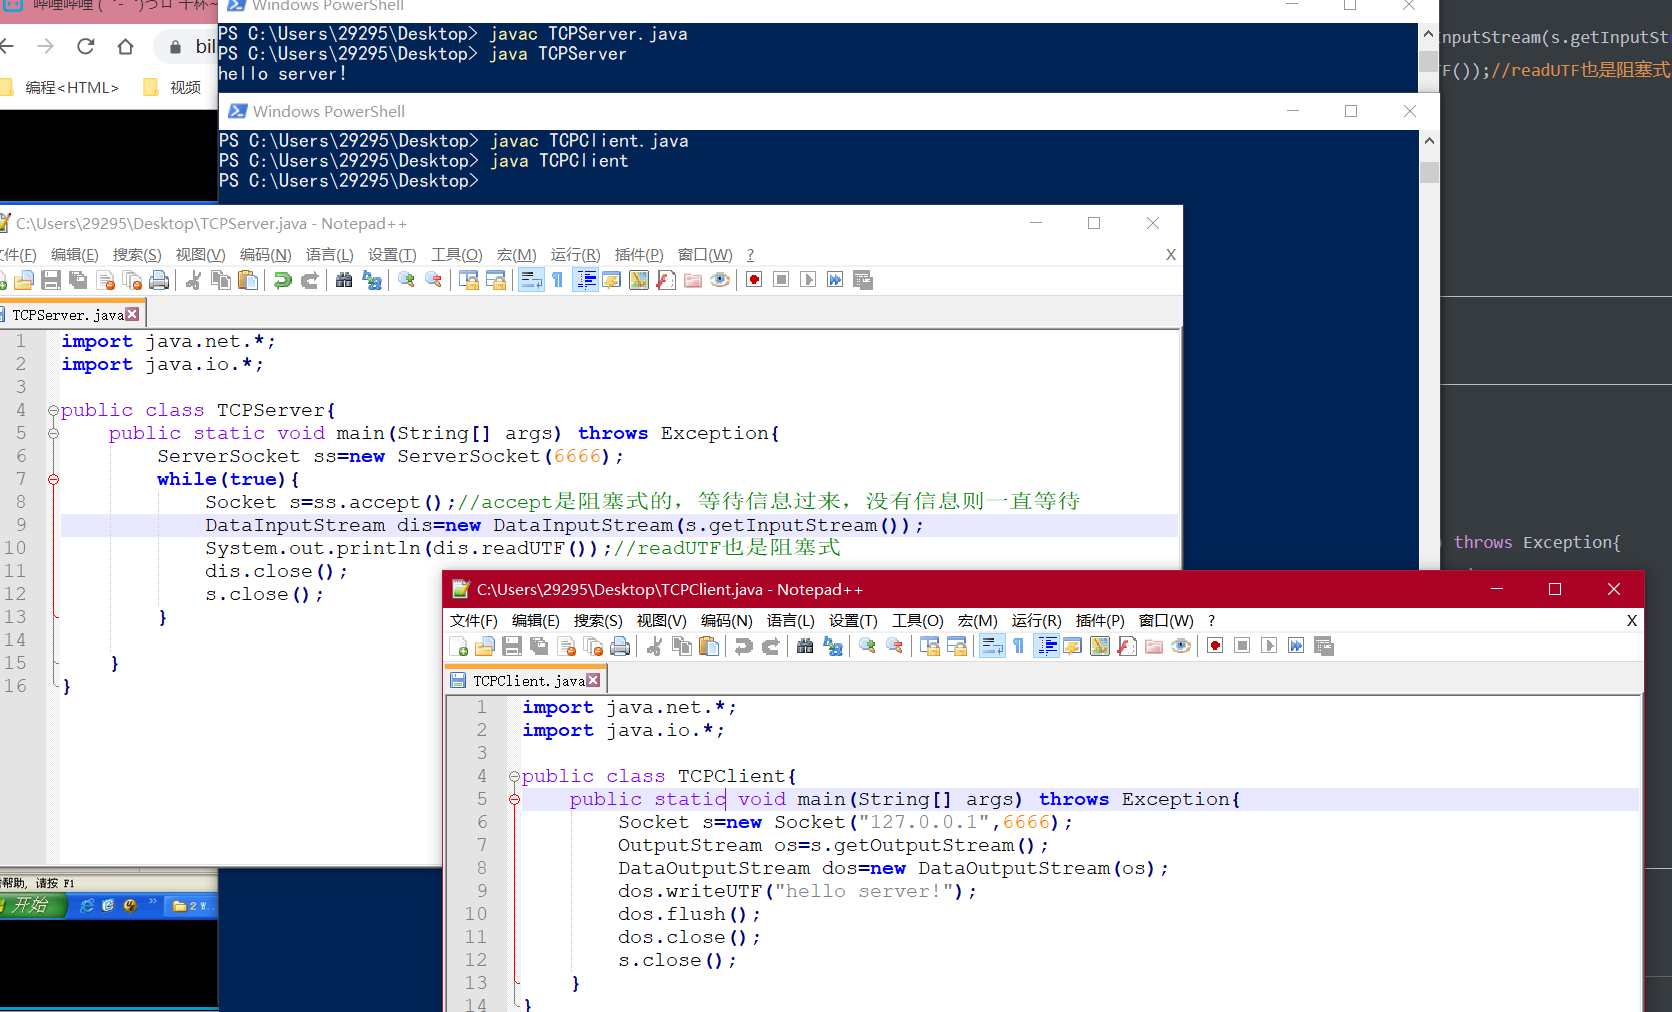 哔哩哔哩 (゜-゜)つロ 干杯~
Windows PowerShell
PS C:\Users\29295\Desktop> javac TCPServer.java
PS C:\Users\29295\Desktop> java TCPServer
hello server!
bil
编程<HTML>
视频
nputStream(s.getInputSt
F());//readUTF也是阻塞式
Windows PowerShell
PS C:\Users\29295\Desktop> javac TCPClient.java
PS C:\Users\29295\Desktop> java TCPClient
PS C:\Users\29295\Desktop>
C:\Users\29295\Desktop\TCPServer.java - Notepad++
文件(F) 编辑(E) 搜索(S) 视图(V) 编码(N) 语言(L) 设置(T) 工具(O) 宏(M) 运行(R) 插件(P) 窗口(W) ? X
TCPServer.java
1 import java.net.*;
2 import java.io.*;
3
4 public class TCPServer{
5 public static void main(String[] args) throws Exception{
6 ServerSocket ss=new ServerSocket(6666);
7 while(true){
8 Socket s=ss.accept();//accept是阻塞式的，等待信息过来，没有信息则一直等待
9 DataInputStream dis=new DataInputStream(s.getInputStream());
10 System.out.println(dis.readUTF());//readUTF也是阻塞式
11 dis.close();
12 s.close();
13 }
14
15 }
16 }
throws Exception{
C:\Users\29295\Desktop\TCPClient.java - Notepad++
文件(F) 编辑(E) 搜索(S) 视图(V) 编码(N) 语言(L) 设置(T) 工具(O) 宏(M) 运行(R) 插件(P) 窗口(W) ? X
TCPClient.java
1 import java.net.*;
2 import java.io.*;
3
4 public class TCPClient{
5 public static void main(String[] args) throws Exception{
6 Socket s=new Socket("127.0.0.1",6666);
7 OutputStream os=s.getOutputStream();
8 DataOutputStream dos=new DataOutputStream(os);
9 dos.writeUTF("hello server!");
10 dos.flush();
11 dos.close();
12 s.close();
13 }
14 }
帮助, 请按 F1
开始
2